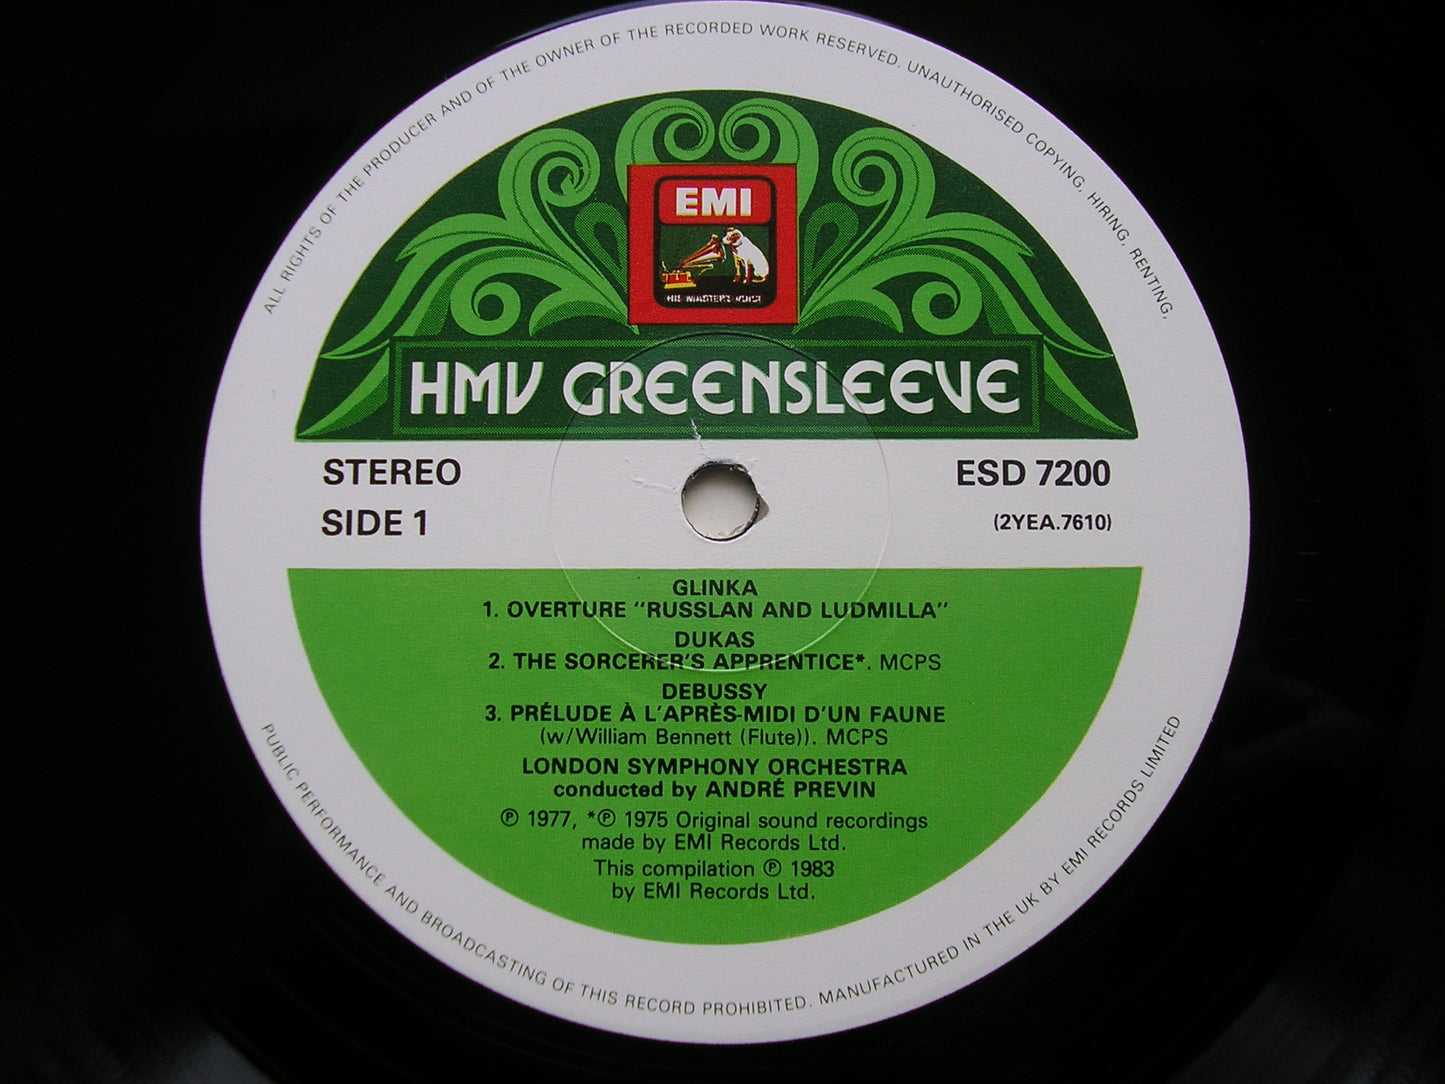 ALL RIGHTS OF THE PRODUCER AND OF THE OWNER OF THE RECORDED WORK RESERVED. UNAUTHORISED COPYING, HIRING, RENTING,
EMI
HIS MASTER'S VOICE
HMV GREENSLEEVE
STEREO
ESD 7200
SIDE 1
(2YEA.7610)
GLINKA
1. OVERTURE "RUSSLAN AND LUDMILLA"
DUKAS
2. THE SORCERER'S APPRENTICE*. MCPS
DEBUSSY
3. PRÉLUDE À L'APRÈS-MIDI D'UN FAUNE
(w/William Bennett (Flute)). MCPS
LONDON SYMPHONY ORCHESTRA
conducted by ANDRÉ PREVIN
℗ 1977, *℗ 1975 Original sound recordings
made by EMI Records Ltd.
This compilation ℗ 1983
by EMI Records Ltd.
PUBLIC PERFORMANCE AND BROADCASTING OF THIS RECORD PROHIBITED. MANUFACTURED IN THE UK BY EMI RECORDS LIMITED